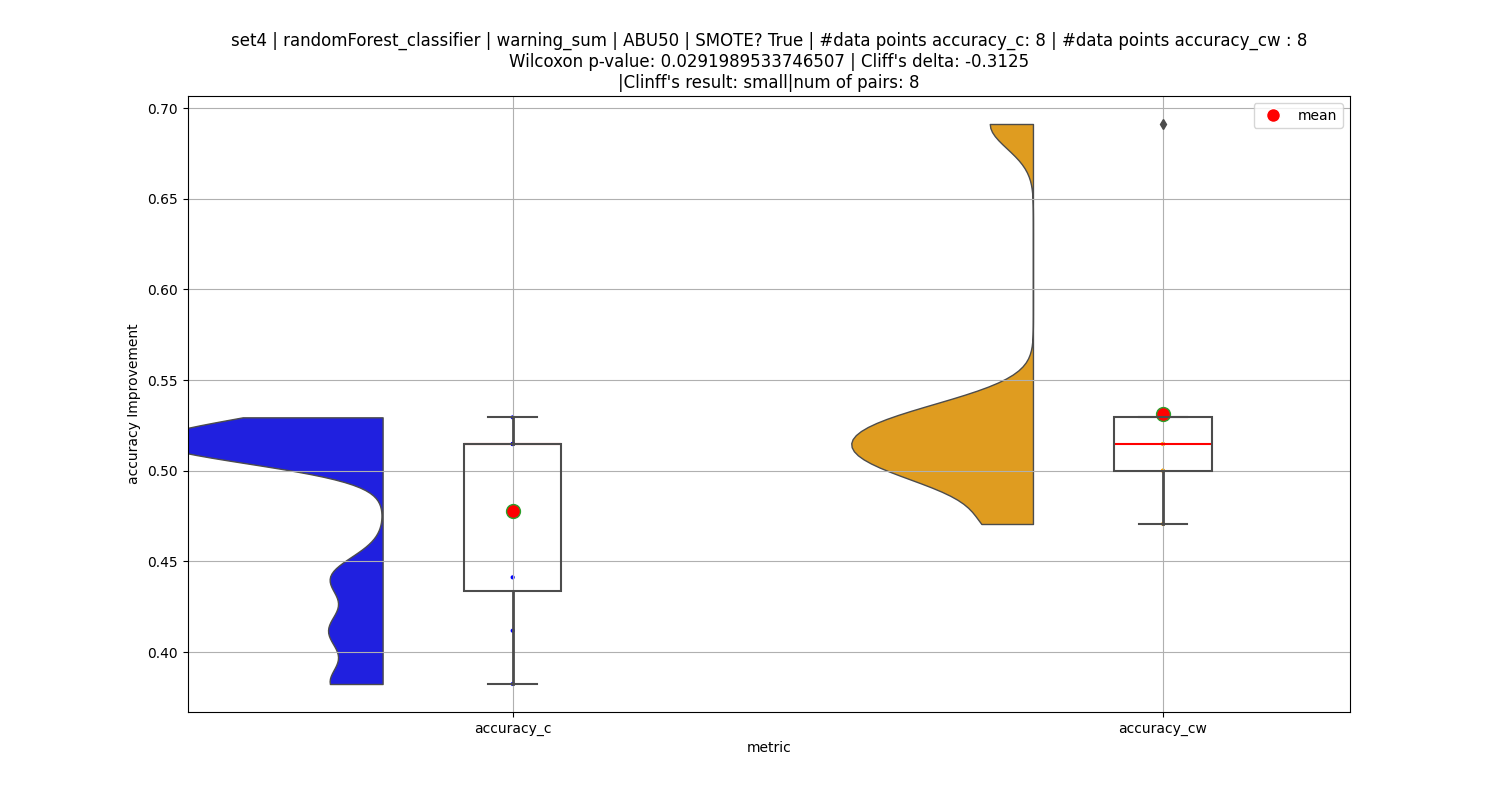 set4 | randomForest_classifier | warning_sum | ABU50 | SMOTE? True | #data points accuracy_c: 8 | #data points accuracy_cw : 8
Wilcoxon p-value: 0.0291989533746507 | Cliff's delta: -0.3125
|Clinff's result: small|num of pairs: 8
mean
0.70
0.65
0.60
0.55
0.50
0.45
0.40
accuracy Improvement
accuracy_c
accuracy_cw
metric